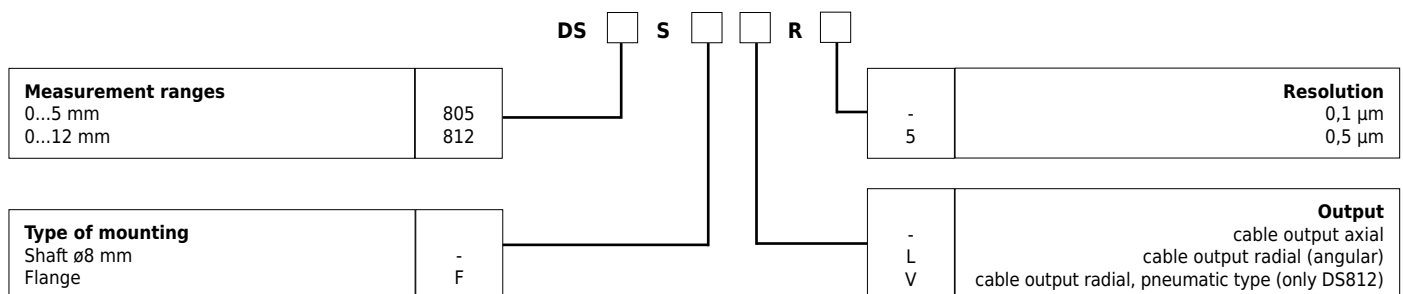 DS S R
Measurement ranges
0...5 mm 805
0...12 mm 812
Resolution
- 0,1 µm
5 0,5 µm
Type of mounting
Shaft ø8 mm -
Flange F
Output
- cable output axial
L cable output radial (angular)
V cable output radial, pneumatic type (only DS812)